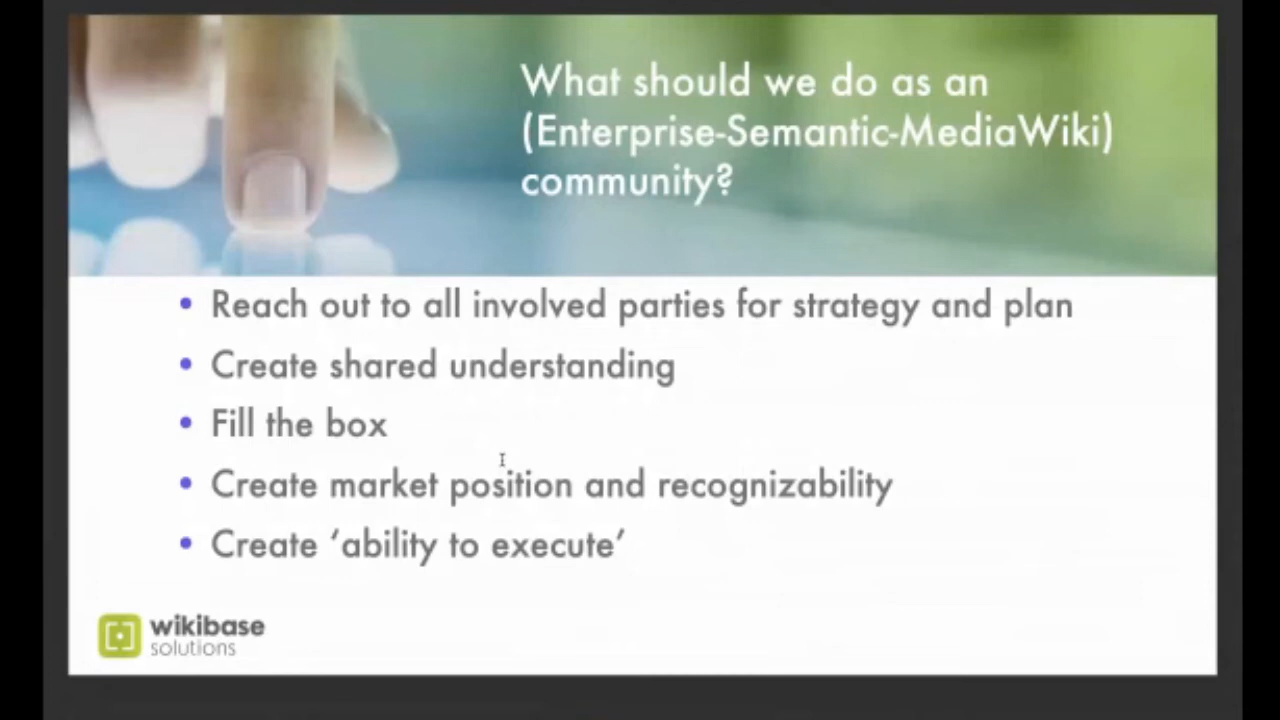 What should we do as an
(Enterprise-Semantic-MediaWiki)
community?
• Reach out to all involved parties for strategy and plan
• Create shared understanding
• Fill the box
• Create market position and recognizability
• Create ‘ability to execute’
wikibase
solutions